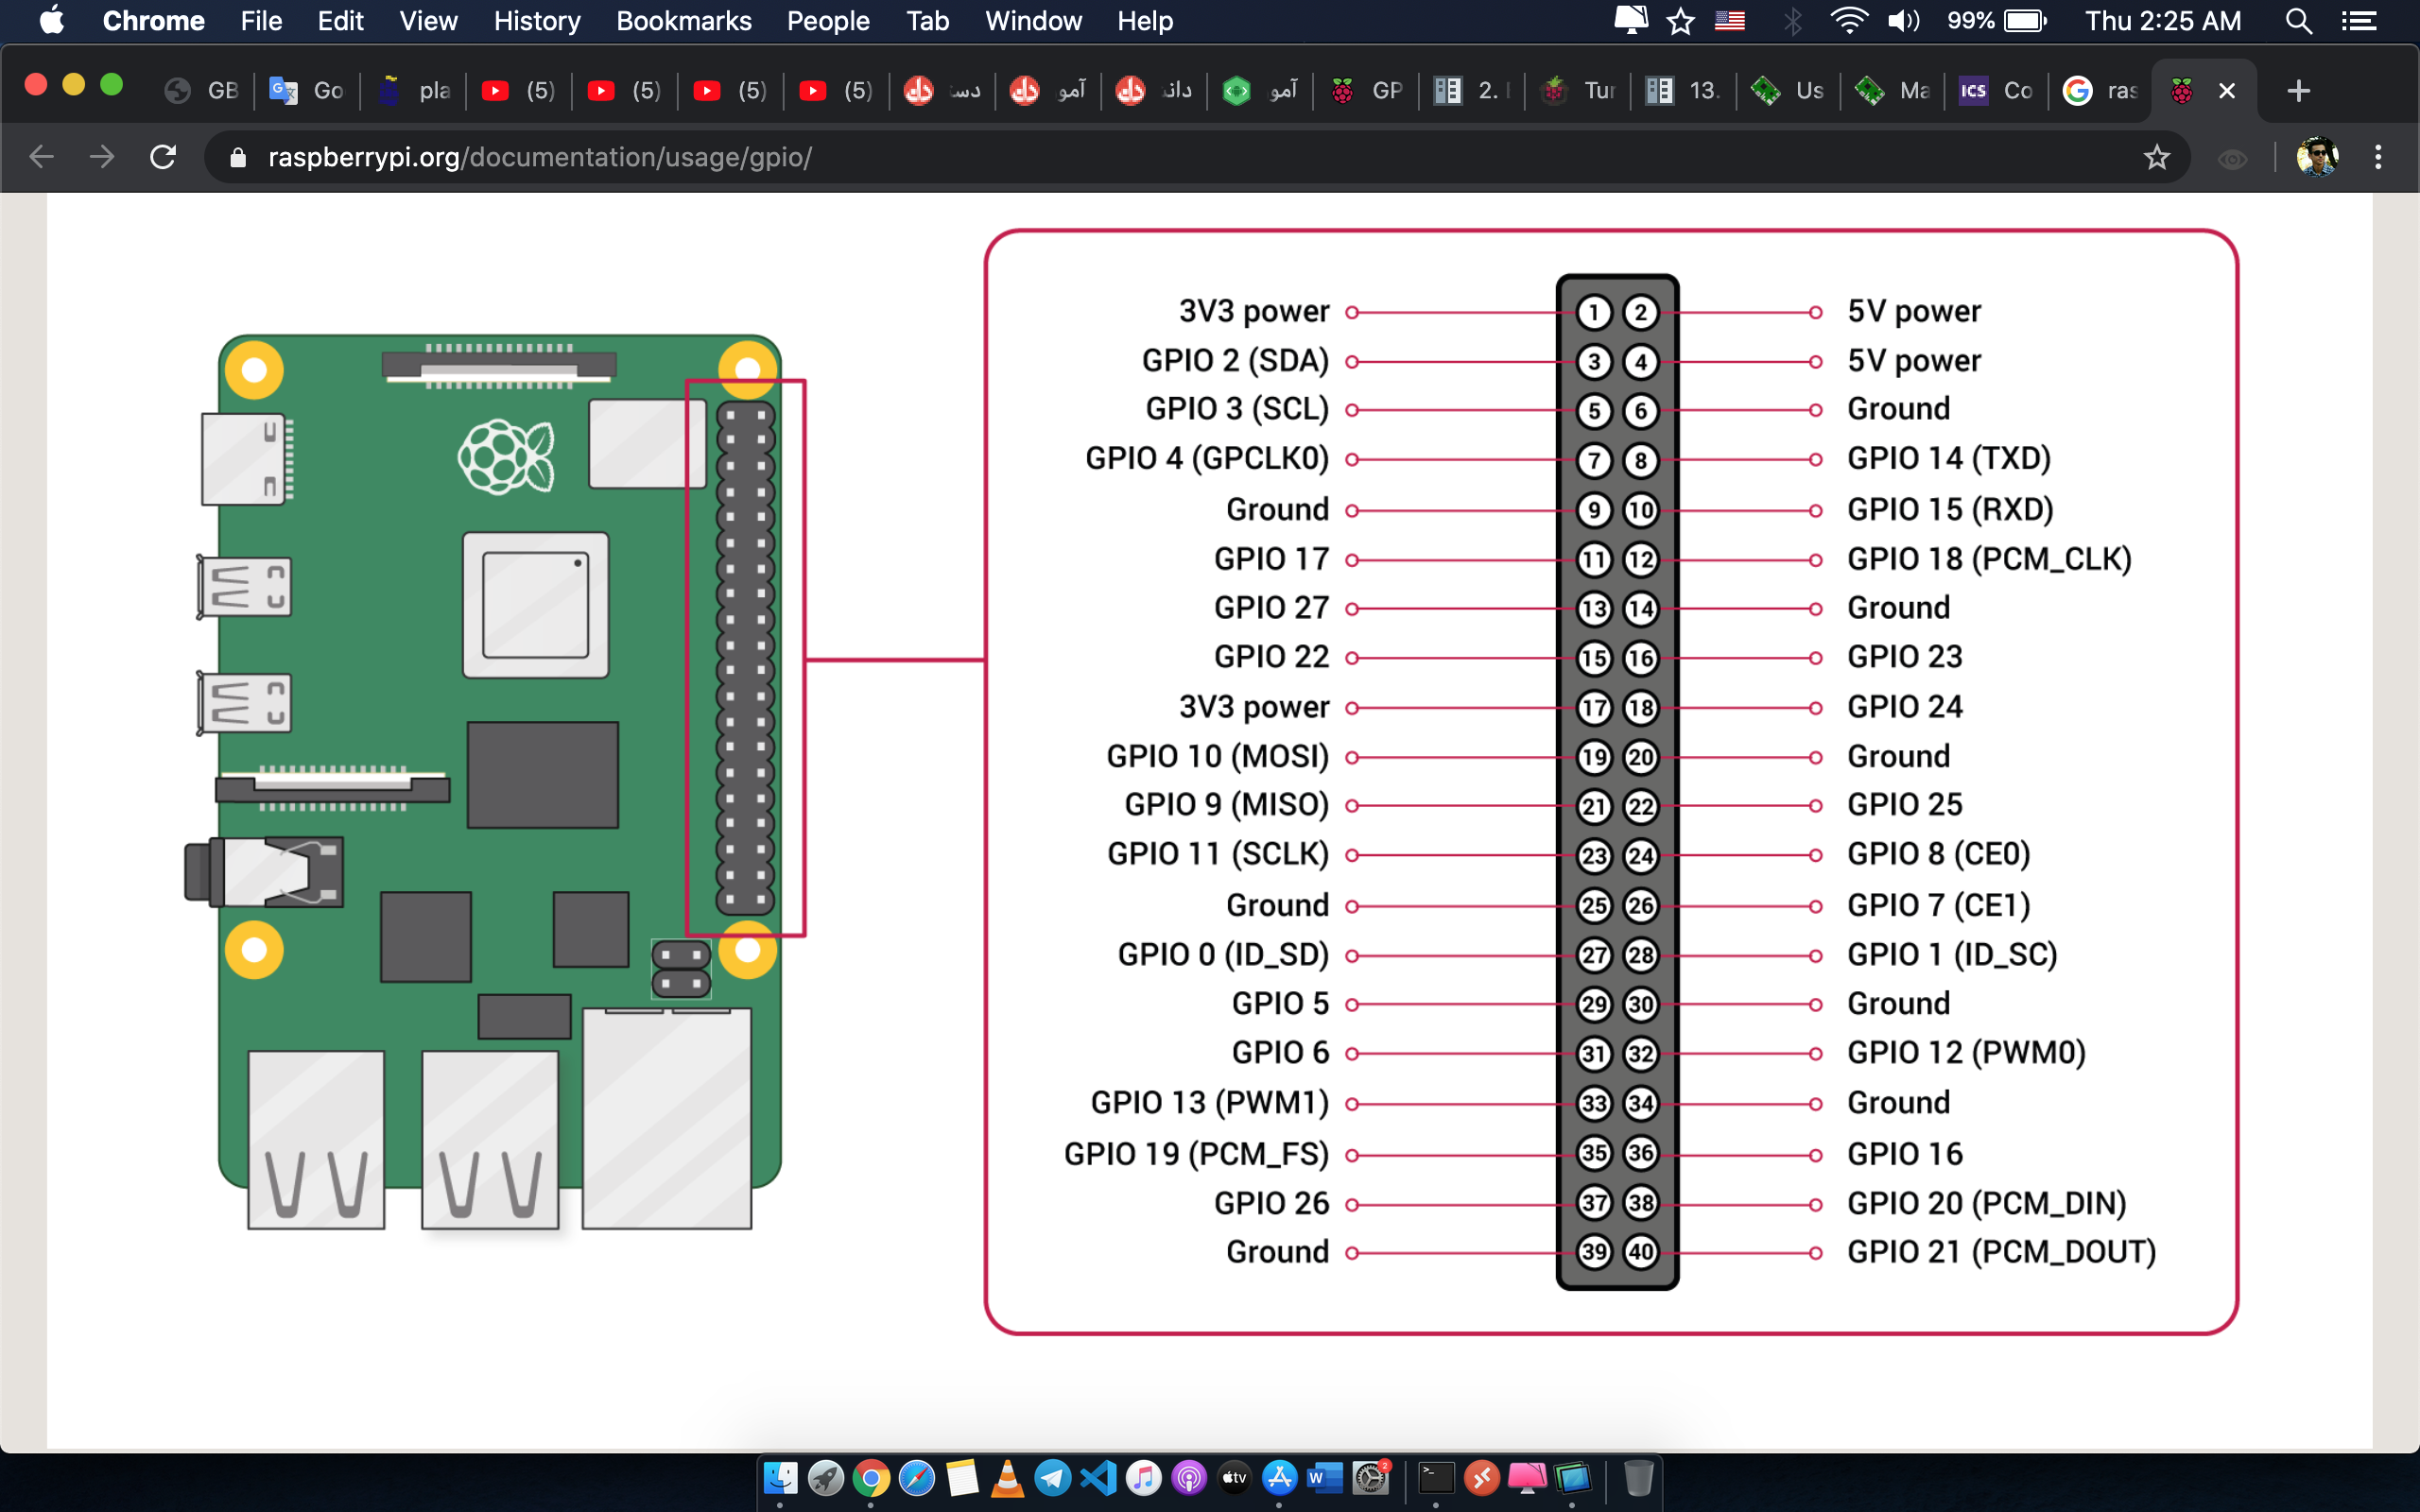 Chrome File Edit View History Bookmarks People Tab Window Help 99% Thu 2:25 AM
GB Go pla (5) (5) (5) (5) دست آمو دانـ آمو GP 2. Tur 13. Us Ma ICS Co ras
raspberrypi.org/documentation/usage/gpio/
3V3 power 1 2 5V power
GPIO 2 (SDA) 3 4 5V power
GPIO 3 (SCL) 5 6 Ground
GPIO 4 (GPCLK0) 7 8 GPIO 14 (TXD)
Ground 9 10 GPIO 15 (RXD)
GPIO 17 11 12 GPIO 18 (PCM_CLK)
GPIO 27 13 14 Ground
GPIO 22 15 16 GPIO 23
3V3 power 17 18 GPIO 24
GPIO 10 (MOSI) 19 20 Ground
GPIO 9 (MISO) 21 22 GPIO 25
GPIO 11 (SCLK) 23 24 GPIO 8 (CE0)
Ground 25 26 GPIO 7 (CE1)
GPIO 0 (ID_SD) 27 28 GPIO 1 (ID_SC)
GPIO 5 29 30 Ground
GPIO 6 31 32 GPIO 12 (PWM0)
GPIO 13 (PWM1) 33 34 Ground
GPIO 19 (PCM_FS) 35 36 GPIO 16
GPIO 26 37 38 GPIO 20 (PCM_DIN)
Ground 39 40 GPIO 21 (PCM_DOUT)
tv W 2